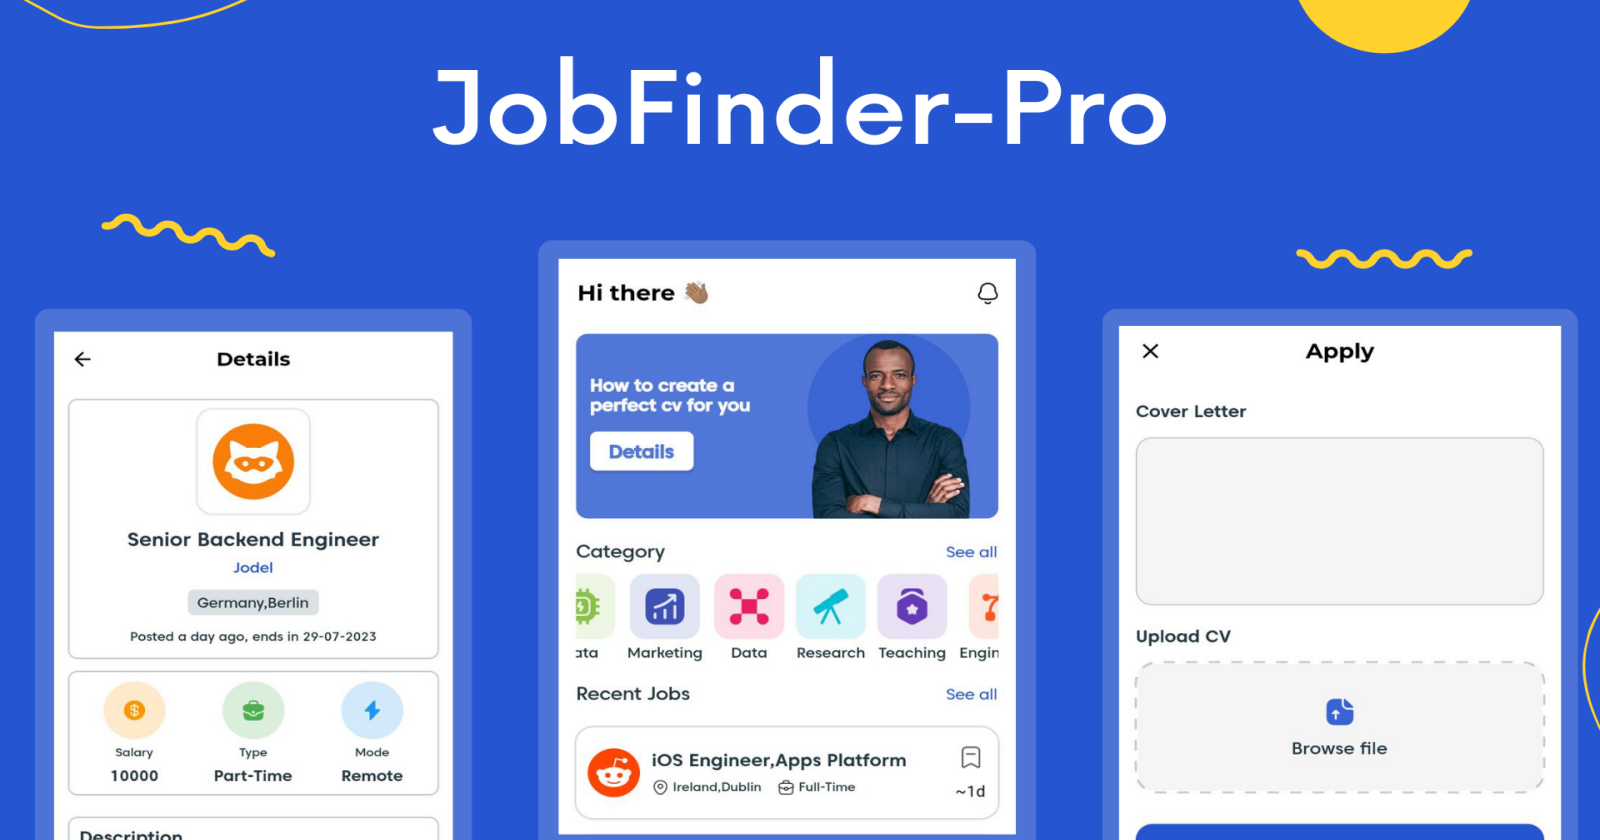 JobFinder-Pro
Details
Senior Backend Engineer
Jodel
Germany,Berlin
Posted a day ago, ends in 29-07-2023
Salary
Type
Mode
10000
Part-Time
Remote
Description
Hi there
How to create a
perfect cv for you
Details
Category
See all
ata
Marketing
Data
Research
Teaching
Engin
Recent Jobs
See all
iOS Engineer,Apps Platform
Ireland,Dublin
Full-Time
~1d
Apply
Cover Letter
Upload CV
Browse file